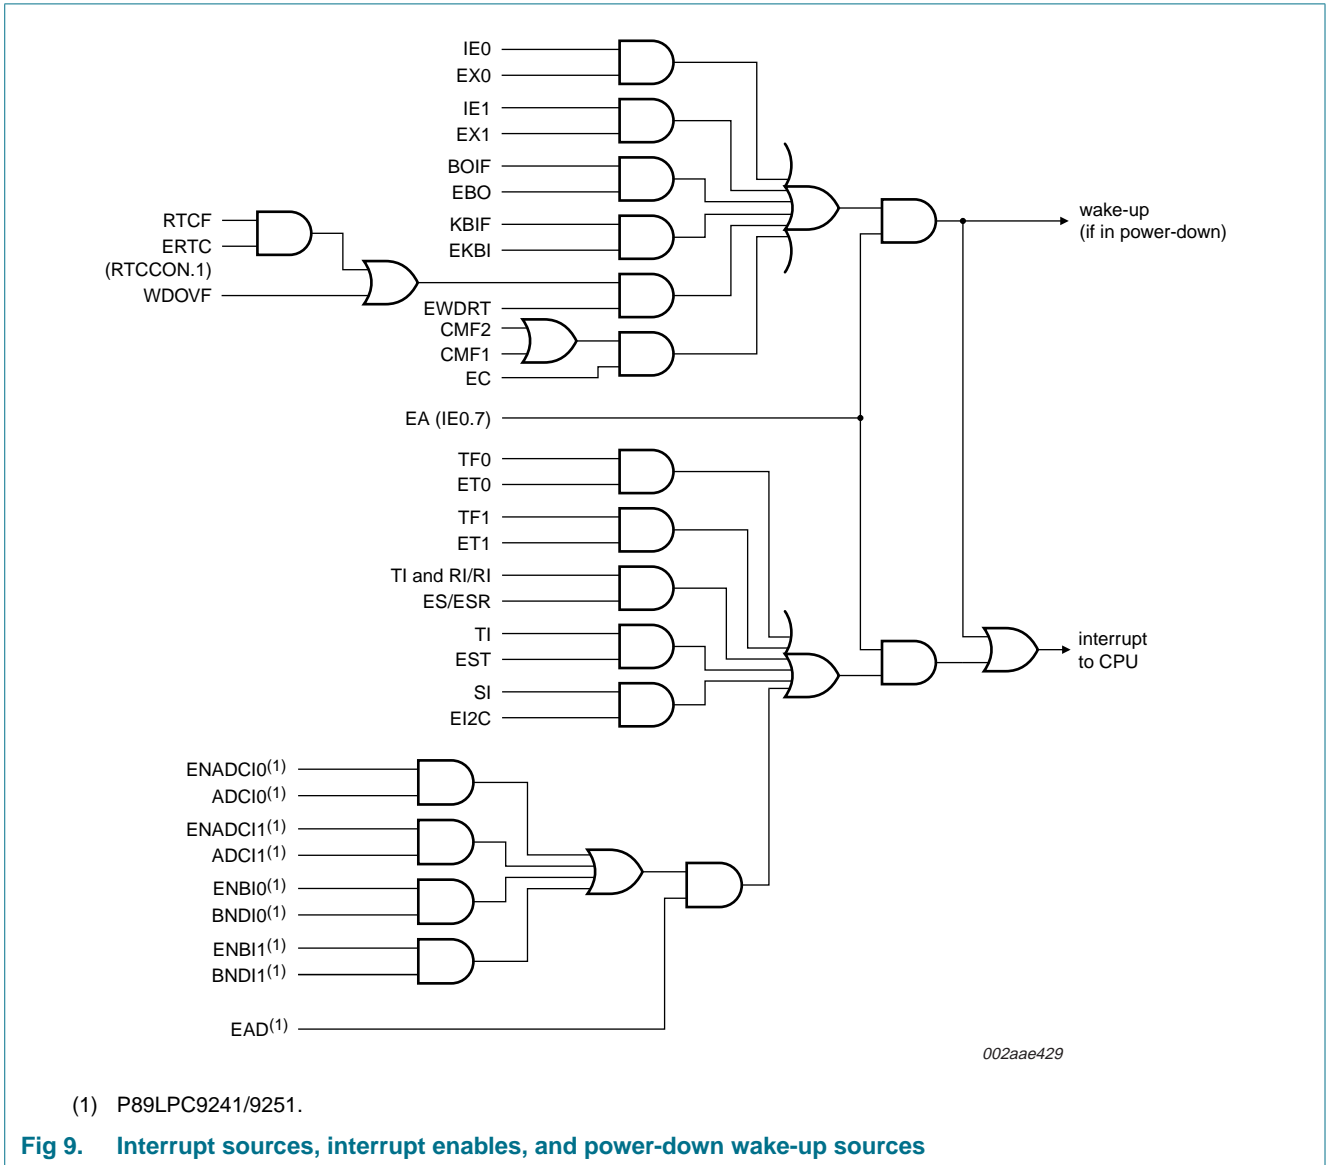 IE0
EX0
IE1
EX1
BOIF
EBO
KBIF
EKBI
RTCF
ERTC
(RTCCON.1)
WDOVF
EWDRT
CMF2
CMF1
EC
wake-up
(if in power-down)
EA (IE0.7)
TF0
ET0
TF1
ET1
TI and RI/RI
ES/ESR
TI
EST
SI
EI2C
interrupt
to CPU
ENADCI0(1)
ADCI0(1)
ENADCI1(1)
ADCI1(1)
ENBI0(1)
BNDI0(1)
ENBI1(1)
BNDI1(1)
EAD(1)
002aae429
(1) P89LPC9241/9251.
Fig 9. Interrupt sources, interrupt enables, and power-down wake-up sources